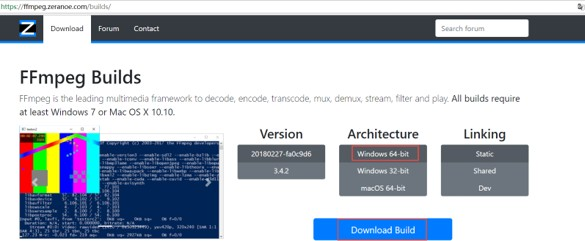 https://ffmpeg.zeranoe.com/builds/
Z Download Forum Contact Search forum
FFmpeg Builds
FFmpeg is the leading multimedia framework to decode, encode, transcode, mux, demux, stream, filter and play. All builds require
at least Windows 7 or Mac OS X 10.10.
Version Architecture Linking
20180227-fa0c9d6 Windows 64-bit Static
3.4.2 Windows 32-bit Shared
macOS 64-bit Dev
Download Build